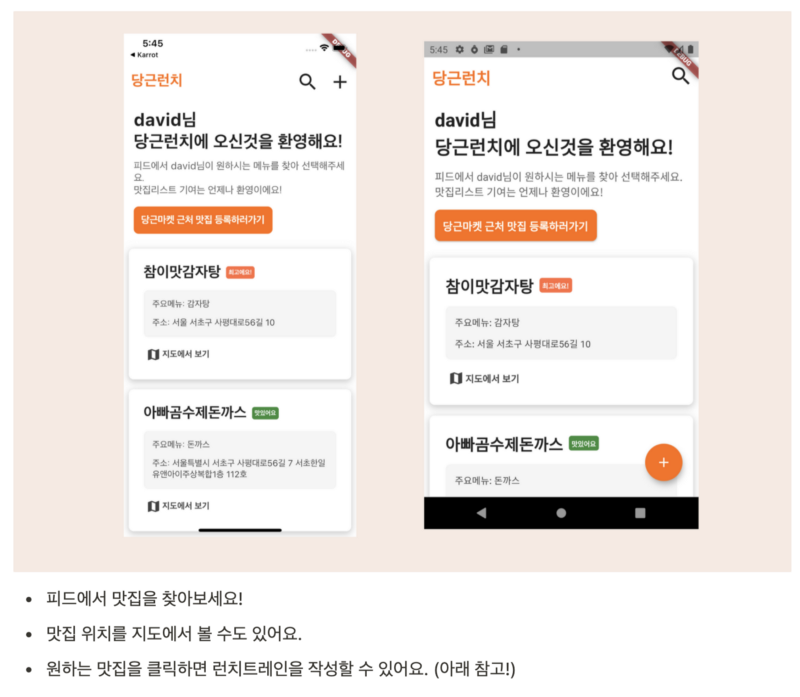 5:45
◀ Karrot
당근런치
david님
당근런치에 오신것을 환영해요!
피드에서 david님이 원하시는 메뉴를 찾아 선택해주세
요.
맛집리스트 기여는 언제나 환영이에요!
당근마켓 근처 맛집 등록하러가기
참이맛감자탕 최고에요!
주요메뉴: 감자탕
주소: 서울 서초구 사평대로56길 10
지도에서 보기
아빠곰수제돈까스 맛있어요
주요메뉴: 돈까스
주소: 서울특별시 서초구 사평대로56길 7 서초한일
유앤아이주상복합1층 112호
지도에서 보기
5:45
당근런치
david님
당근런치에 오신것을 환영해요!
피드에서 david님이 원하시는 메뉴를 찾아 선택해주세요.
맛집리스트 기여는 언제나 환영이에요!
당근마켓 근처 맛집 등록하러가기
참이맛감자탕 최고에요!
주요메뉴: 감자탕
주소: 서울 서초구 사평대로56길 10
지도에서 보기
아빠곰수제돈까스 맛있어요
주요메뉴: 돈까스
• 피드에서 맛집을 찾아보세요!
• 맛집 위치를 지도에서 볼 수도 있어요.
• 원하는 맛집을 클릭하면 런치트레인을 작성할 수 있어요. (아래 참고!)